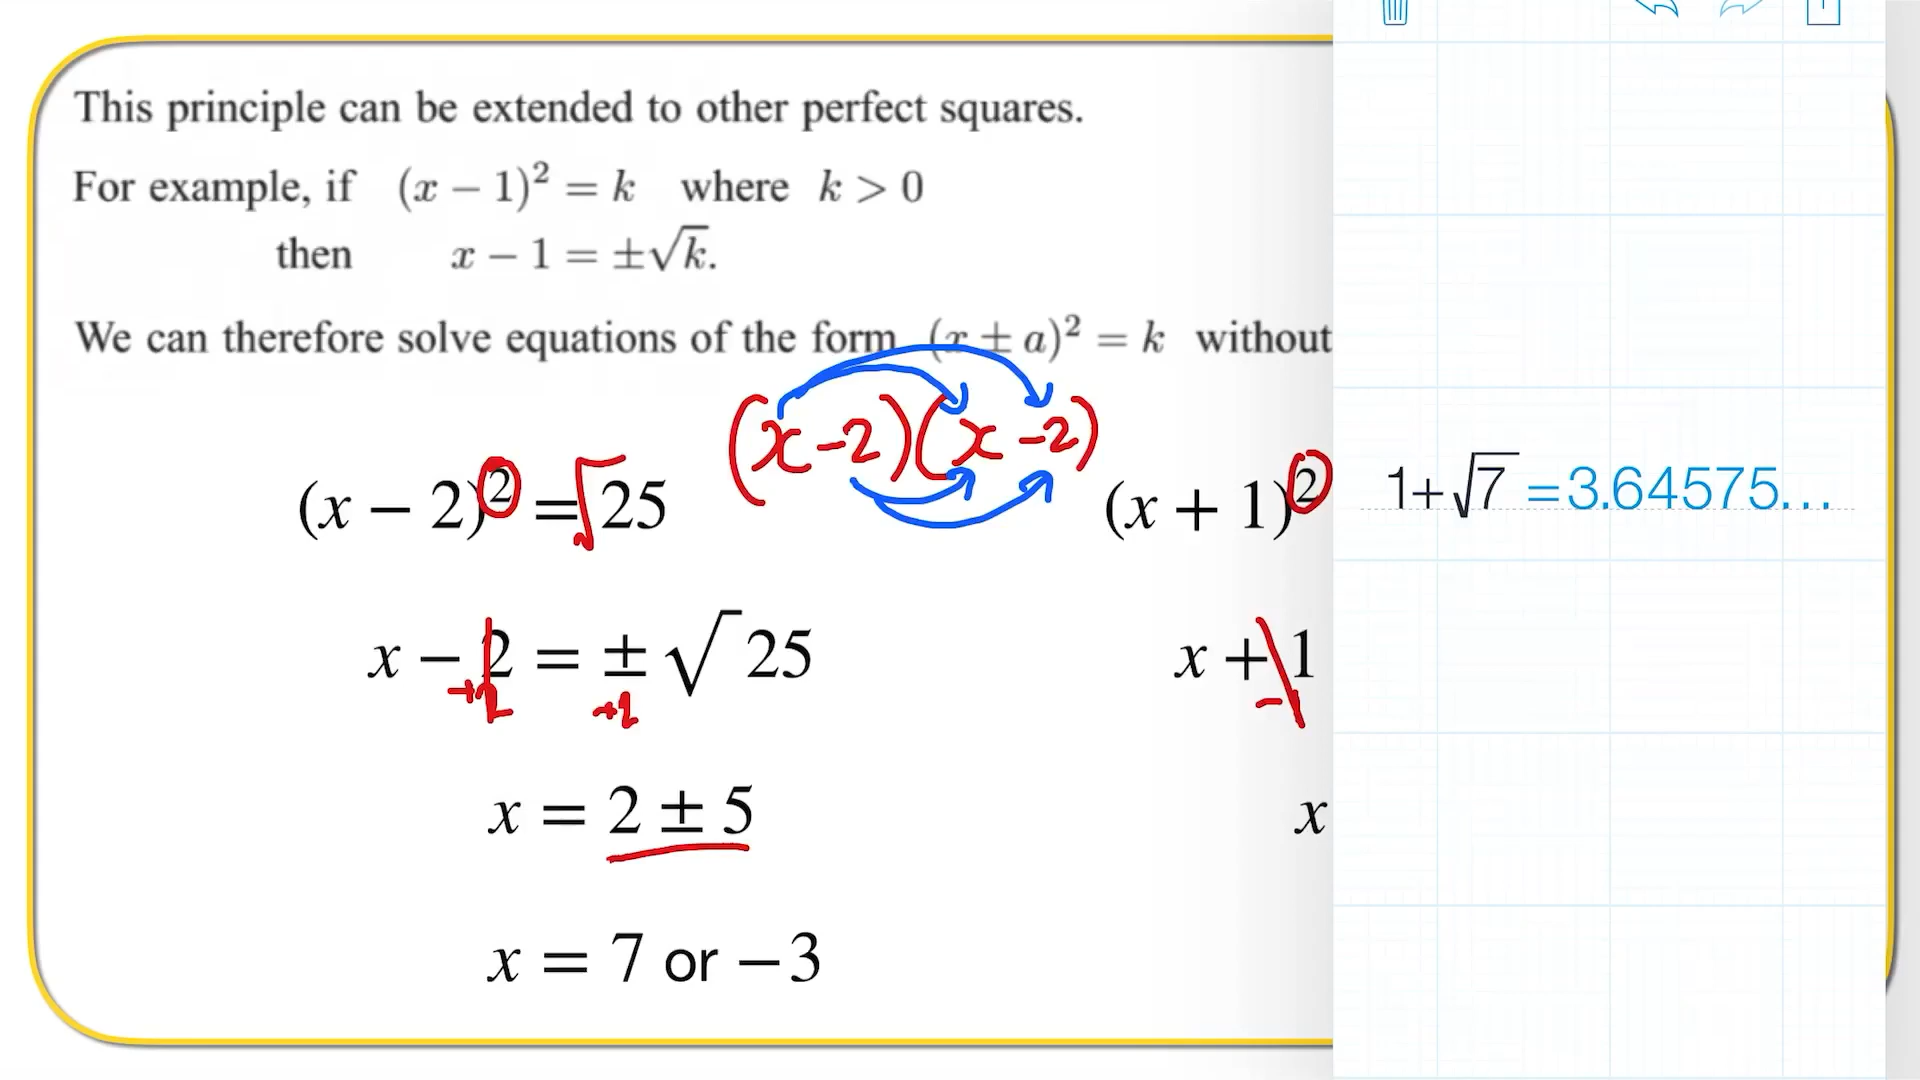 This principle can be extended to other perfect squares.
For example, if (x − 1)² = k where k > 0
then x − 1 = ±√k.
We can therefore solve equations of the form (x ± a)² = k without
(x −2)(x −2)
(x − 2)² = √25
(x + 1)²
1+√7 =3.64575...
x − 2 = ± √25
x + 1
+2 +2
−1
x = 2 ± 5
x
x = 7 or −3